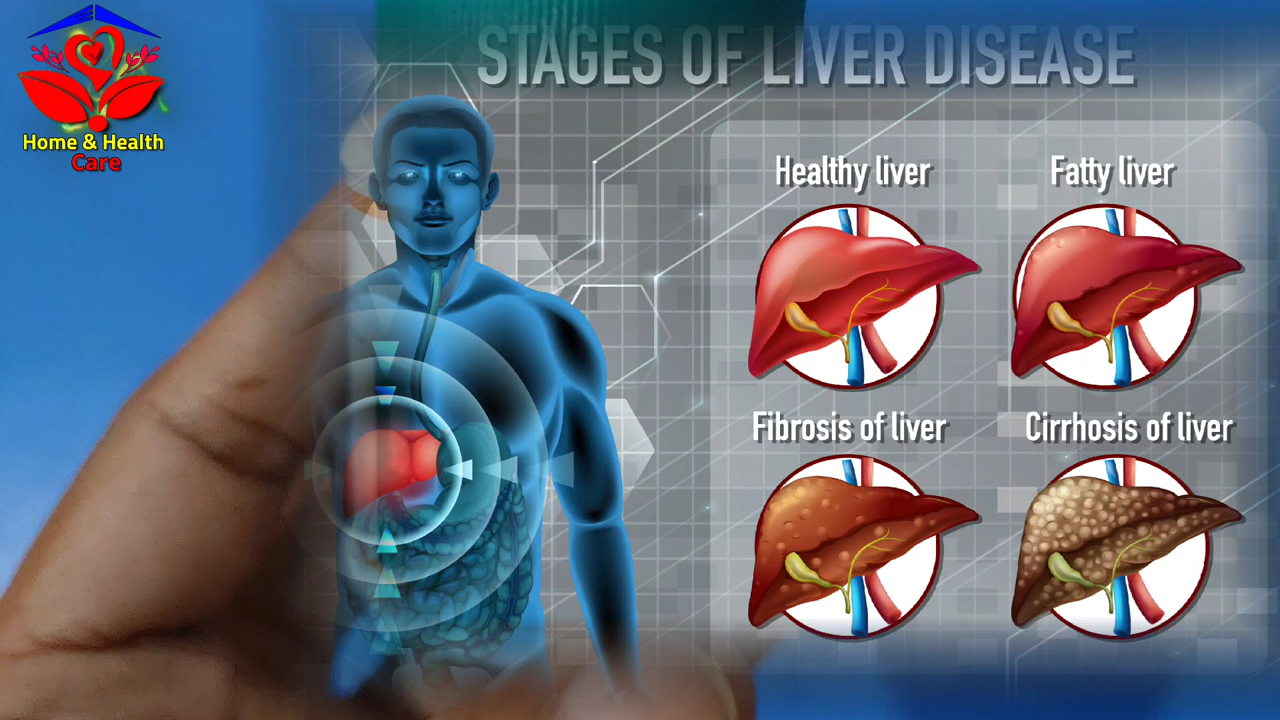 Home & Health
Care
STAGES OF LIVER DISEASE
Healthy liver
Fatty liver
Fibrosis of liver
Cirrhosis of liver